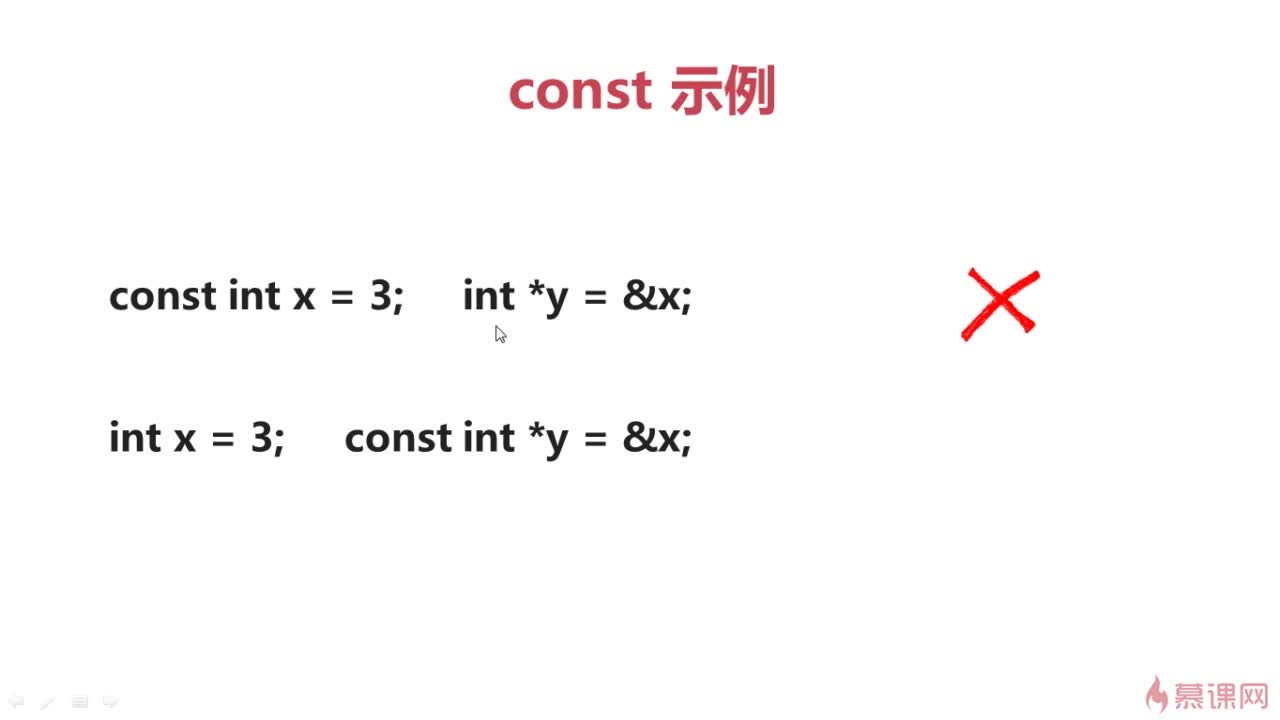 const 示例
const int x = 3; int *y = &x;
int x = 3; const int *y = &x;
慕课网